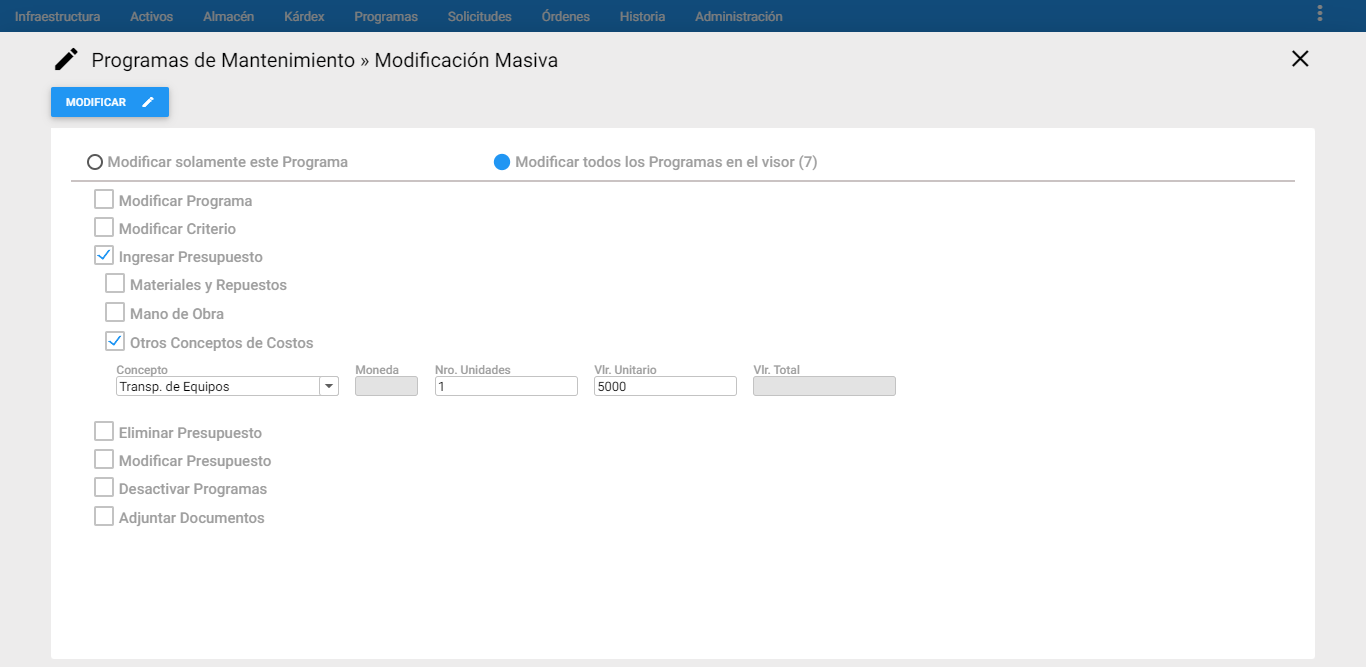 Infraestructura Activos Almacén Kárdex Programas Solicitudes Órdenes Historia Administración
Programas de Mantenimiento » Modificación Masiva
MODIFICAR
Modificar solamente este Programa Modificar todos los Programas en el visor (7)
Modificar Programa
Modificar Criterio
Ingresar Presupuesto
Materiales y Repuestos
Mano de Obra
Otros Conceptos de Costos
Concepto Moneda Nro. Unidades Vlr. Unitario Vlr. Total
Transp. de Equipos 1 5000
Eliminar Presupuesto
Modificar Presupuesto
Desactivar Programas
Adjuntar Documentos